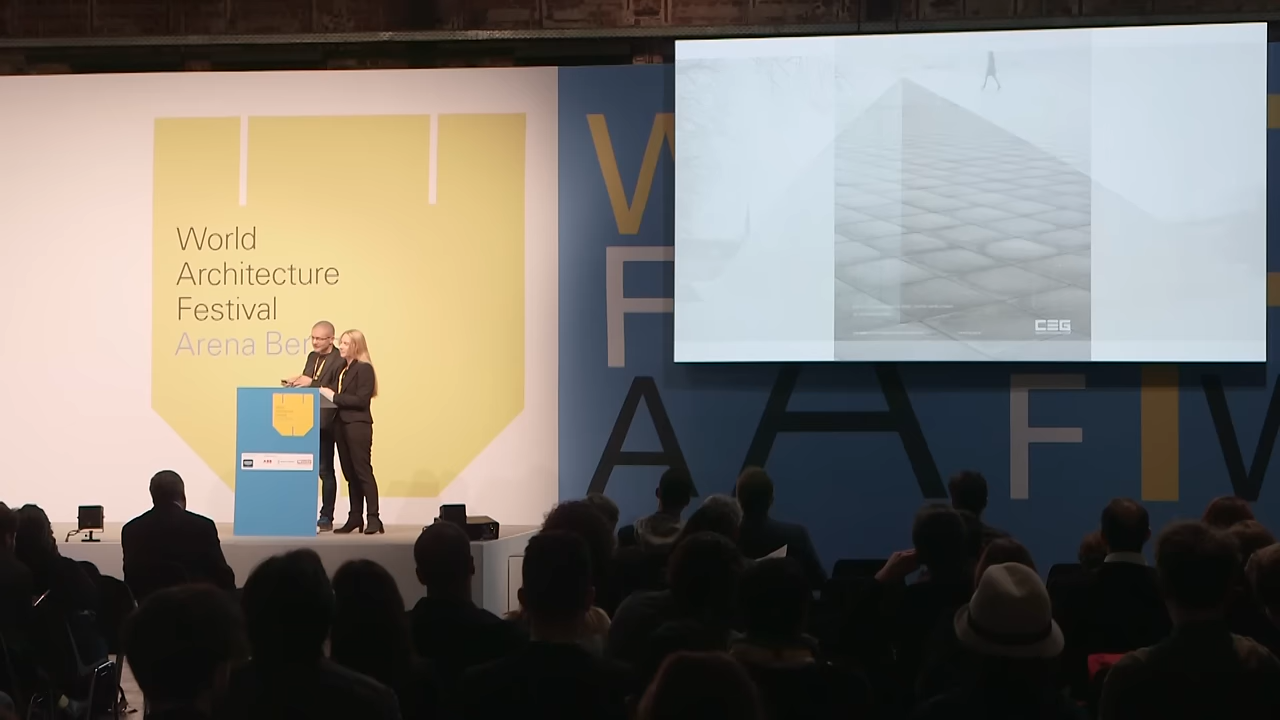 World
Architecture
Festival
Arena Ber
W
F
A A F I W
CEG